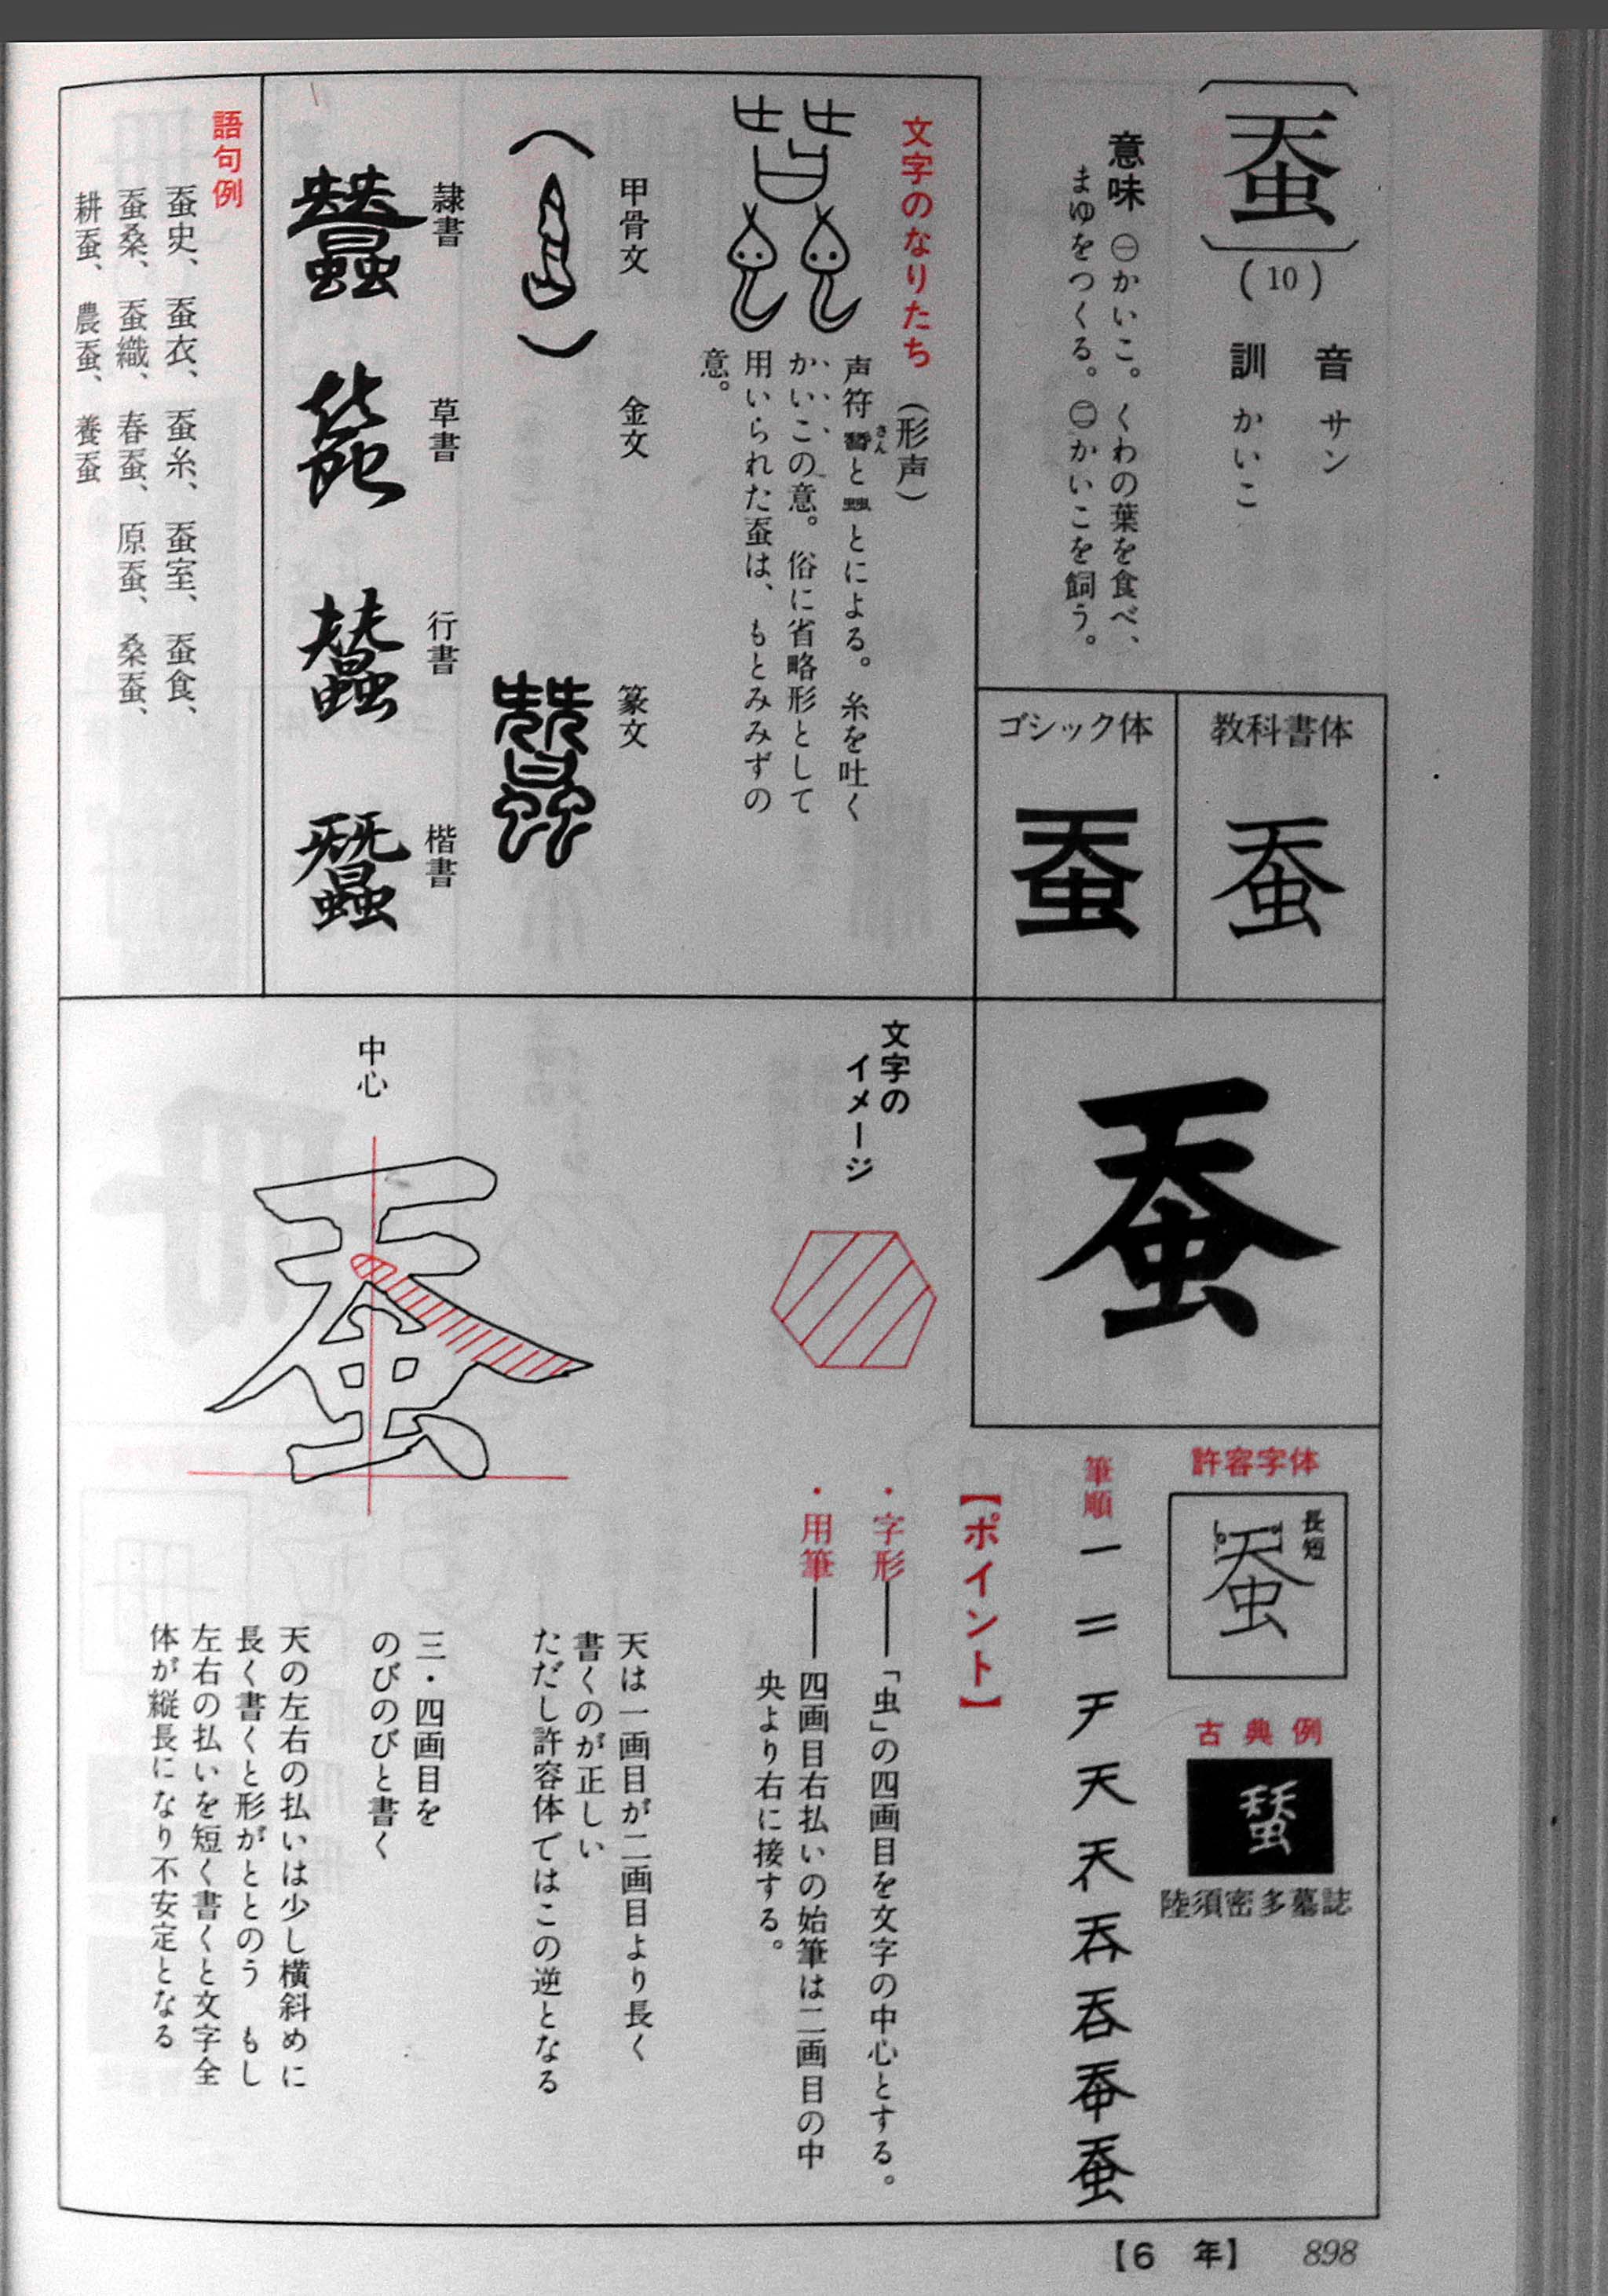 蚕
(10)
音 サン
訓 かいこ
意味 ㊀かいこ。くわの葉を食べ、
まゆをつくる。㊁かいこを飼う。
教科書体
蚕
ゴシック体
蚕
文字のなりたち（形声）
声符朁と䖵とによる。糸を吐く
さん
かいこの意。俗に省略形として
用いられた蚕は、もとみみずの
意。
甲骨文
金文
篆文
隷書
草書
行書
楷書
語句例
蚕史、蚕衣、蚕糸、蚕室、蚕食、
蚕桑、蚕織、春蚕、原蚕、桑蚕、
耕蚕、農蚕、養蚕
蚕
許容字体
長短
蚕
古典例
陸須密多墓誌
筆順
一 二 チ 天 天 吞 吞 蚕 蚕
【ポイント】
・字形――「虫」の四画目を文字の中心とする。
・用筆――四画目右払いの始筆は二画目の中
央より右に接する。
文字の
イメージ
中心
天は一画目が二画目より長く
書くのが正しい
ただし許容体ではこの逆となる
三・四画目を
のびのびと書く
天の左右の払いは少し横斜めに
長く書くと形がととのう もし
左右の払いを短く書くと文字全
体が縦長になり不安定となる
【6 年】 898